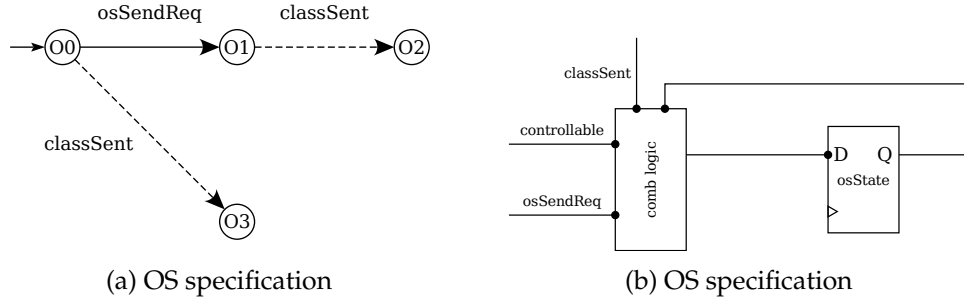 osSendReq
classSent
O0
O1
O2
classSent
O3
(a) OS specification
classSent
controllable
osSendReq
comb logic
D Q
osState
(b) OS specification